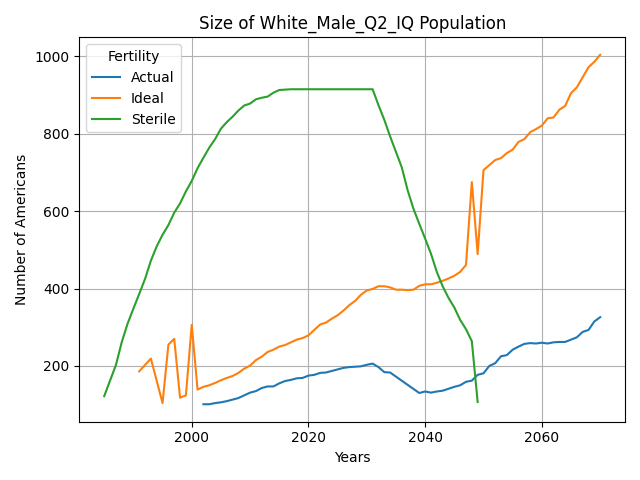 Size of White_Male_Q2_IQ Population
Number of Americans
1000
800
600
400
200
Fertility
Actual
Ideal
Sterile
2000
2020
2040
2060
Years